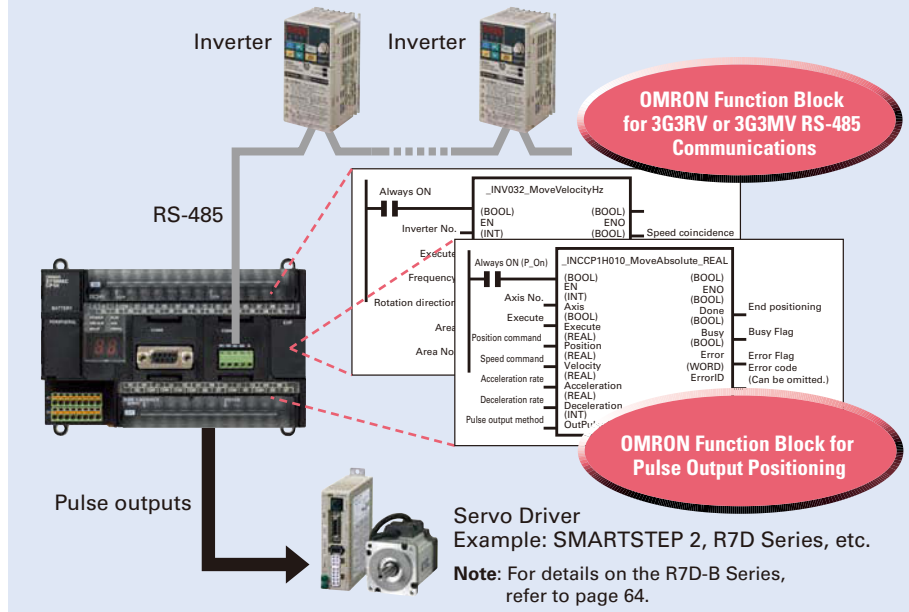 Inverter
Inverter
OMRON Function Block
for 3G3RV or 3G3MV RS-485
Communications
RS-485
Always ON
_INV032_MoveVelocityHz
(BOOL)
EN
(INT)
(BOOL)
ENO
(BOOL)
Speed coincidence
Inverter No.
Execute
Frequency
Rotation direction
Area
Area No
Always ON (P_On)
_INCCP1H010_MoveAbsolute_REAL
Axis No.
Execute
Position command
Speed command
Acceleration rate
Deceleration rate
Pulse output method
(BOOL)
EN
(INT)
Axis
(BOOL)
Execute
(REAL)
Position
(REAL)
Velocity
(REAL)
Acceleration
(REAL)
Deceleration
(INT)
OutPul
(BOOL)
ENO
(BOOL)
Done
(BOOL)
Busy
(BOOL)
Error
(WORD)
ErrorID
End positioning
Busy Flag
Error Flag
Error code
(Can be omitted.)
BATTERY
PERIPHERAL
EXP
OMRON Function Block for
Pulse Output Positioning
Pulse outputs
Servo Driver
Example: SMARTSTEP 2, R7D Series, etc.
Note: For details on the R7D-B Series,
refer to page 64.